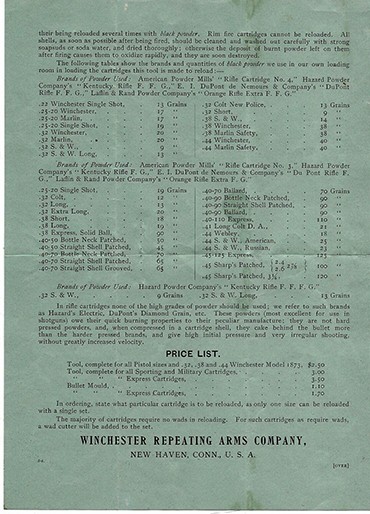 their being reloaded several times with black powder. Rim fire cartridges cannot be reloaded. All
shells, as soon as possible after being fired, should be cleaned and washed out carefully with strong
soapsuds or soda water, and dried thoroughly; otherwise the deposit of burnt powder left on them
after firing causes them to oxidize rapidly, and they are soon destroyed.
The following tables show the brands and quantities of black powder we use in our own loading
room in loading the cartridges this tool is made to reload:—
Brands of Powder Used: American Powder Mills' "Rifle Cartridge No. 4," Hazard Powder
Company's "Kentucky Rifle F F G.," E. I. DuPont de Nemours & Company's "DuPont
Rifle F F G," Laflin & Rand Powder Company's "Orange Rifle Extra F F G."
.22 Winchester Single Shot, 13 Grains .32 Colt New Police, 13 Grains
25-20 Winchester, 17 " .32 Short, 9 "
25-20 Marlin, 17 " .38 S. & W., 14 "
25-20 Single Shot, 19 " 38 Winchester, 38 "
32 Winchester, 20 " 38 Marlin Safety, 38 "
32 Marlin, 20 " 44 Winchester, 40 "
32 S. & W., 9 " 44 Marlin Safety, 40 "
32 S. & W. Long, 13 "
Brands of Powder Used: American Powder Mills' "Rifle Cartridge No. 3," Hazard Powder
Company's "Kentucky Rifle F. G.," E. I. DuPont de Nemours & Company's "Du Pont Rifle F.
G.," Laflin & Rand Powder Company's "Orange Rifle Extra F G."
25-20 Single Shot, 19 Grains 40-70 Ballard, 70 Grains
32 Colt, 12 " 40-90 Bottle Necked Patched, 90 "
32 Long, 13 " 40-90 Straight Shell Patched, 90 "
32 Extra Long, 20 " 40-90 Ballard, 90 "
38 Short, 18 " 40-110 Express, 110 "
38 Long, 19 " 41 Long Colt D. A., 21 "
38 Express, Solid Ball, 90 " 44 Webley, 18 "
40-50 Bottle Neck Patched, 50 " 44 S. & W., American, 25 "
40-50 Straight Shell Patched, 45 " 44 S. & W., Russian, 23 "
40-70 Bottle Neck Patched, 70 " 45-125 Express, 125 "
40-70 Straight Shell Patched, 65 " 45 Sharp's Patched, 2.4 2.6 2⅞ 100 "
40-70 Straight Shell Grooved, 65 " 45 Sharp's Patched, 3¼, 120 "
Brands of Powder Used: Hazard Powder Company's "Kentucky Rifle F F F G."
.32 S. & W., 9 Grains .32 S. & W. Long, 13 Grains
In rifle cartridges none of the high grades of powder should be used; we refer to such brands
as Hazard's Electric, DuPont's Diamond Grain, etc. These powders (most excellent for use in
shotguns) owe their quick burning properties to their peculiar manufacture; they are not hard
pressed powders, and, when compressed in a cartridge shell, they cake behind the bullet more
than the harder pressed brands, and give high initial pressure and very irregular shooting,
without greatly increased velocity.
PRICE LIST.
Tool, complete for all Pistol sizes and .32, .38 and .44 Winchester Model 1873, $2.50
Tool, complete for all Sporting and Military Cartridges, 3.00
" " " Express Cartridges, 3.50
Bullet Mould, 1.10
" " Express Cartridges, 1.70
In ordering, state what particular cartridge is to be reloaded, as only one size can be reloaded
with a single set.
The majority of cartridges require no wads in reloading. For such cartridges as require wads,
a wad cutter will be added to the set.
WINCHESTER REPEATING ARMS COMPANY,
NEW HAVEN, CONN., U. S. A.
[OVER]